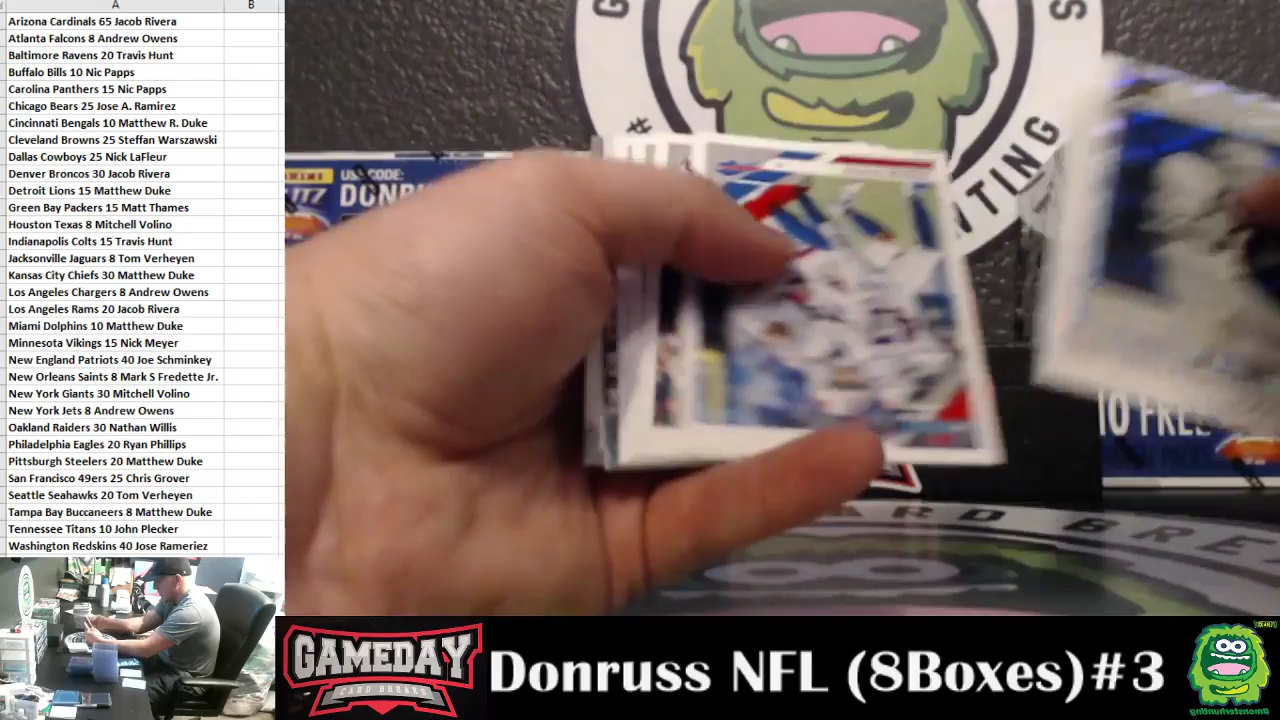 A B
Arizona Cardinals 65 Jacob Rivera
Atlanta Falcons 8 Andrew Owens
Baltimore Ravens 20 Travis Hunt
Buffalo Bills 10 Nic Papps
Carolina Panthers 15 Nic Papps
Chicago Bears 25 Jose A. Ramirez
Cincinnati Bengals 10 Matthew R. Duke
Cleveland Browns 25 Steffan Warszawski
Dallas Cowboys 25 Nick LaFleur
Denver Broncos 30 Jacob Rivera
Detroit Lions 15 Matthew Duke
Green Bay Packers 15 Matt Thames
Houston Texas 8 Mitchell Volino
Indianapolis Colts 15 Travis Hunt
Jacksonville Jaguars 8 Tom Verheyen
Kansas City Chiefs 30 Matthew Duke
Los Angeles Chargers 8 Andrew Owens
Los Angeles Rams 20 Jacob Rivera
Miami Dolphins 10 Matthew Duke
Minnesota Vikings 15 Nick Meyer
New England Patriots 40 Joe Schminkey
New Orleans Saints 8 Mark S Fredette Jr.
New York Giants 30 Mitchell Volino
New York Jets 8 Andrew Owens
Oakland Raiders 30 Nathan Willis
Philadelphia Eagles 20 Ryan Phillips
Pittsburgh Steelers 20 Matthew Duke
San Francisco 49ers 25 Chris Grover
Seattle Seahawks 20 Tom Verheyen
Tampa Bay Buccaneers 8 Matthew Duke
Tennessee Titans 10 John Plecker
Washington Redskins 40 Jose Rameriez
USE CODE:
10 FREE
GAMEDAY
CARD BREAKS
Donruss NFL (8Boxes)#3
#monsterhunting